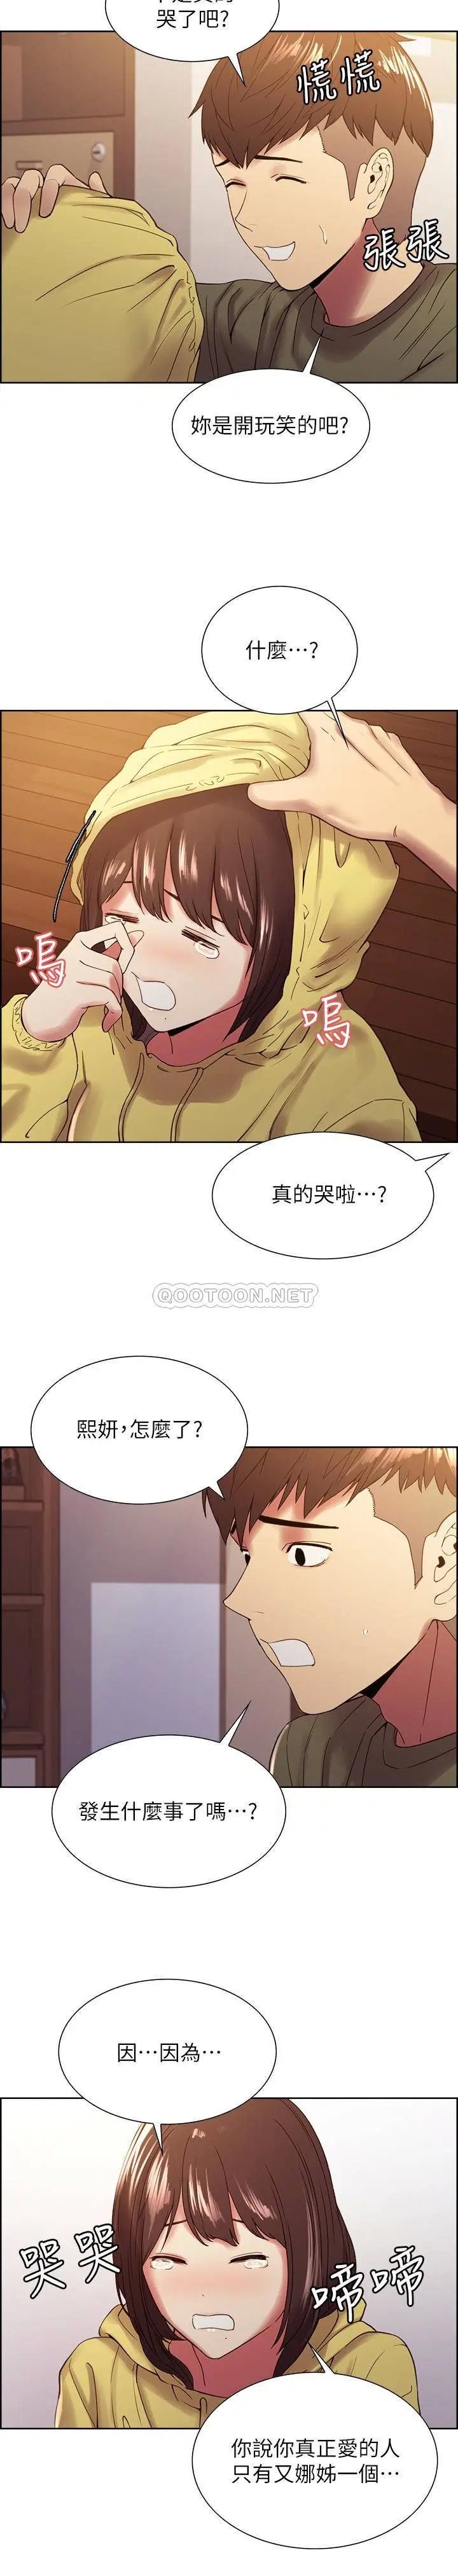 哭了吧?
慌慌
張張
妳是開玩笑的吧?
什麼…?
嗚
嗚
真的哭啦…?
QOOTOON.NET
熙妍，怎麼了?
發生什麼事了嗎…?
因…因為…
哭哭
啼啼
你說你真正愛的人
只有又娜姊一個…